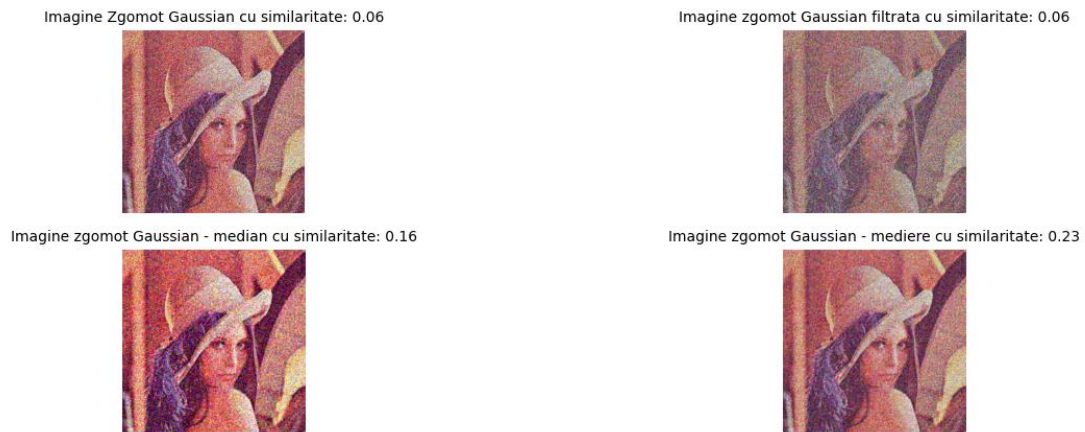 Imagine Zgomot Gaussian cu similaritate: 0.06
Imagine zgomot Gaussian filtrata cu similaritate: 0.06
Imagine zgomot Gaussian - median cu similaritate: 0.16
Imagine zgomot Gaussian - mediere cu similaritate: 0.23